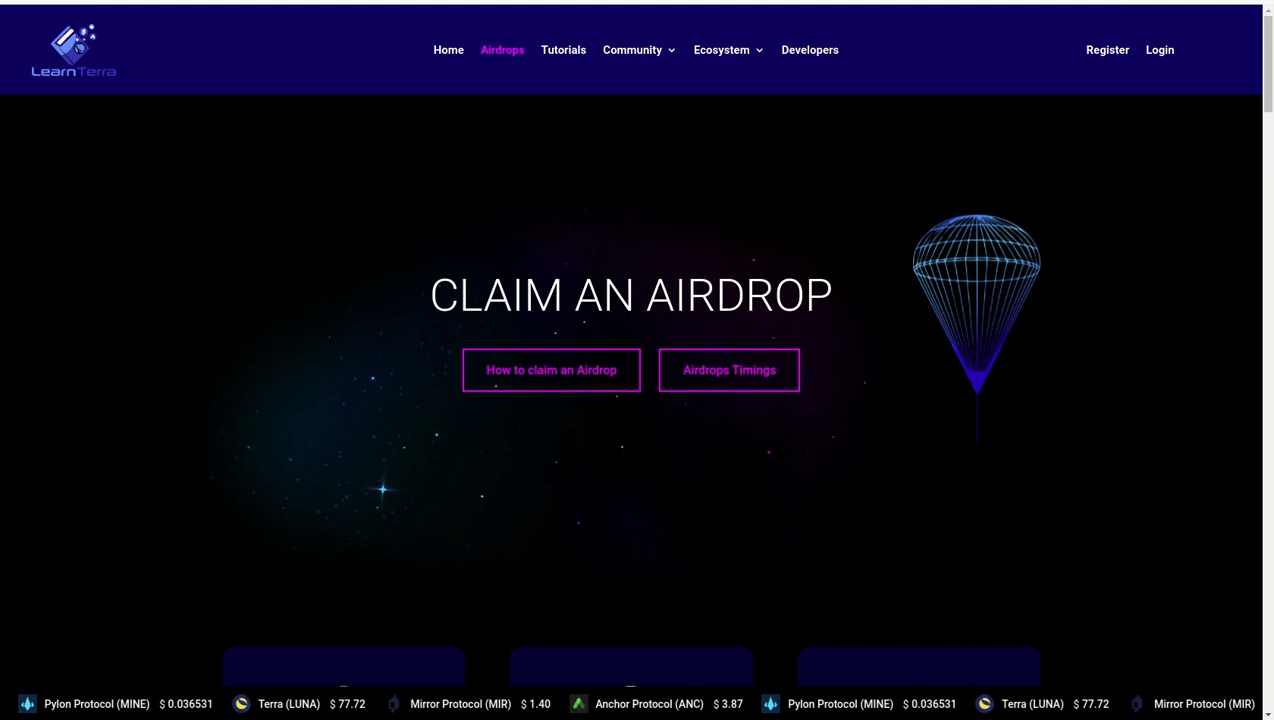 Home Airdrops Tutorials Community Ecosystem Developers Register Login
LearnTerra
CLAIM AN AIRDROP
How to claim an Airdrop Airdrops Timings
Pylon Protocol (MINE) $ 0.036531 Terra (LUNA) $ 77.72 Mirror Protocol (MIR) $ 1.40 Anchor Protocol (ANC) $ 3.87 Pylon Protocol (MINE) $ 0.036531 Terra (LUNA) $ 77.72 Mirror Protocol (MIR)